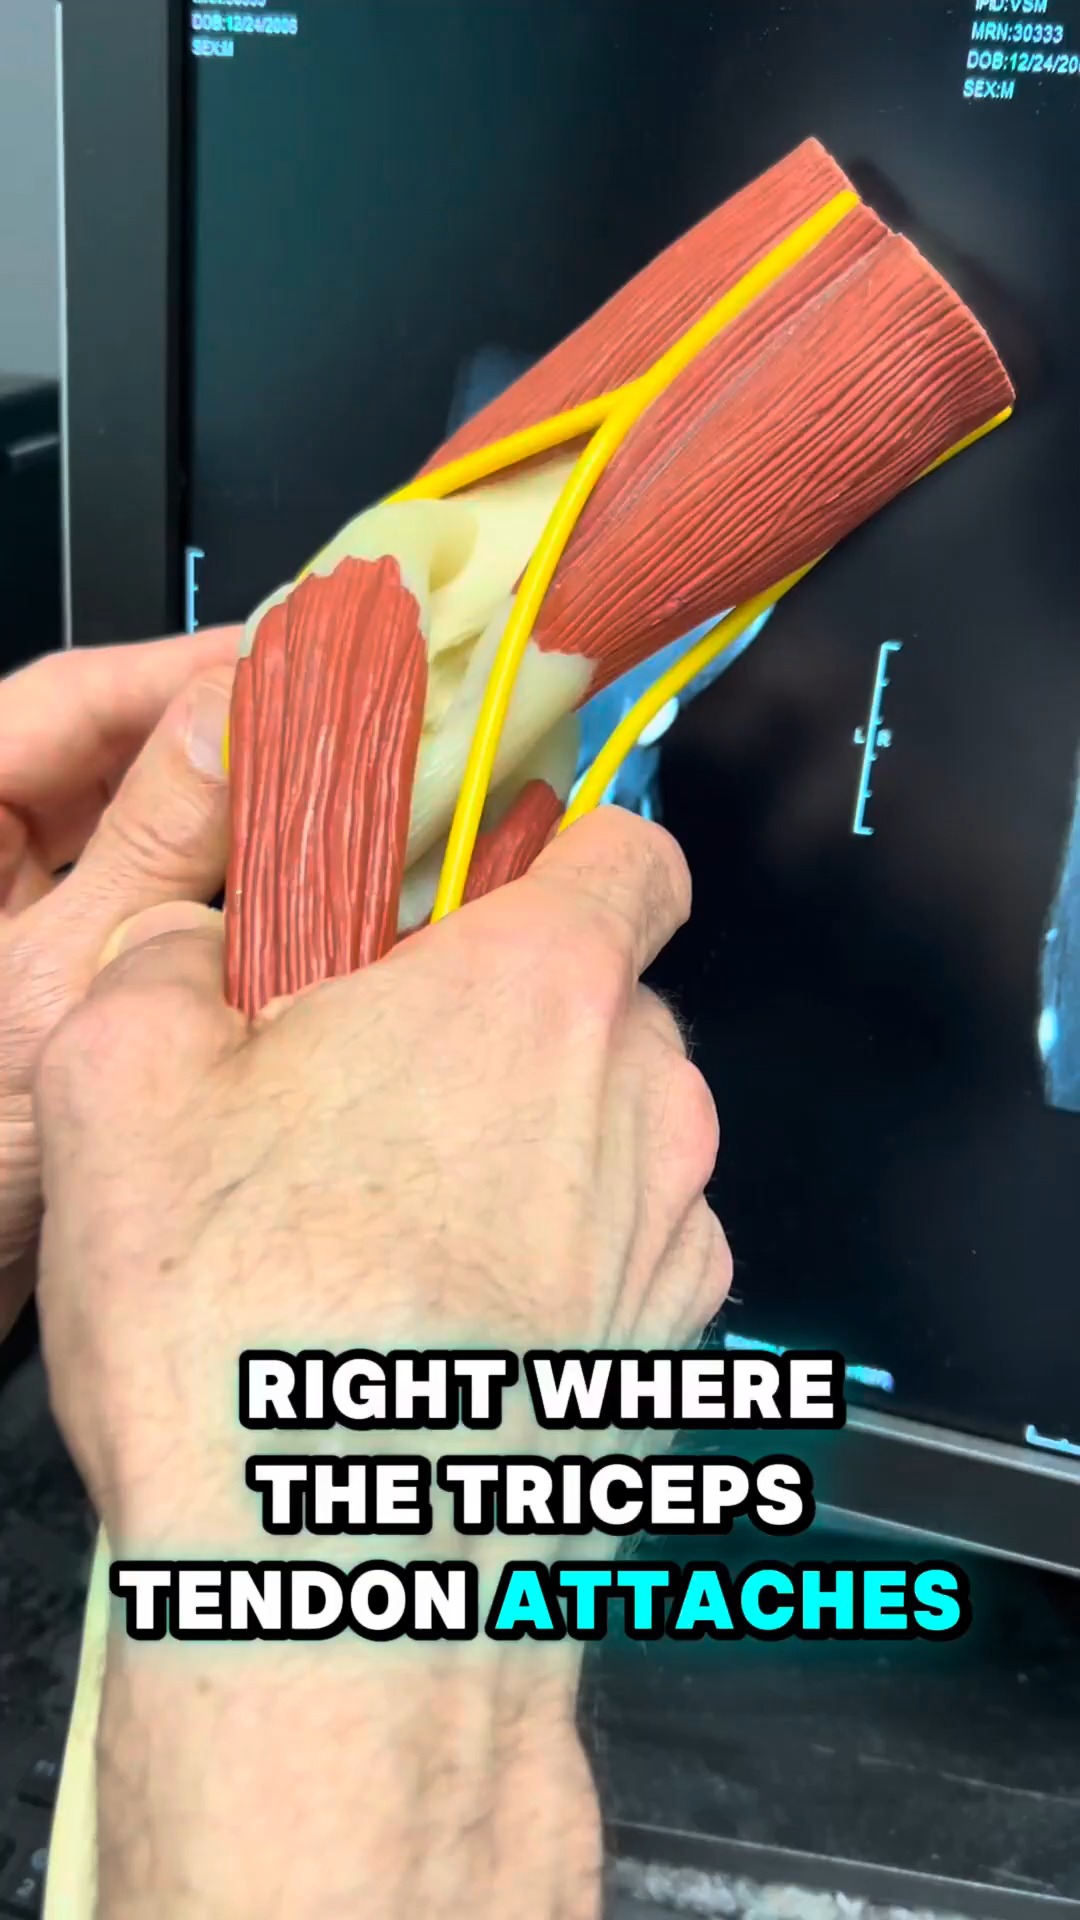 DOB:12/24/2006
SEX:M
MRN:30333
DOB:12/24/20
SEX:M
L R
RIGHT WHERE
THE TRICEPS
TENDON ATTACHES